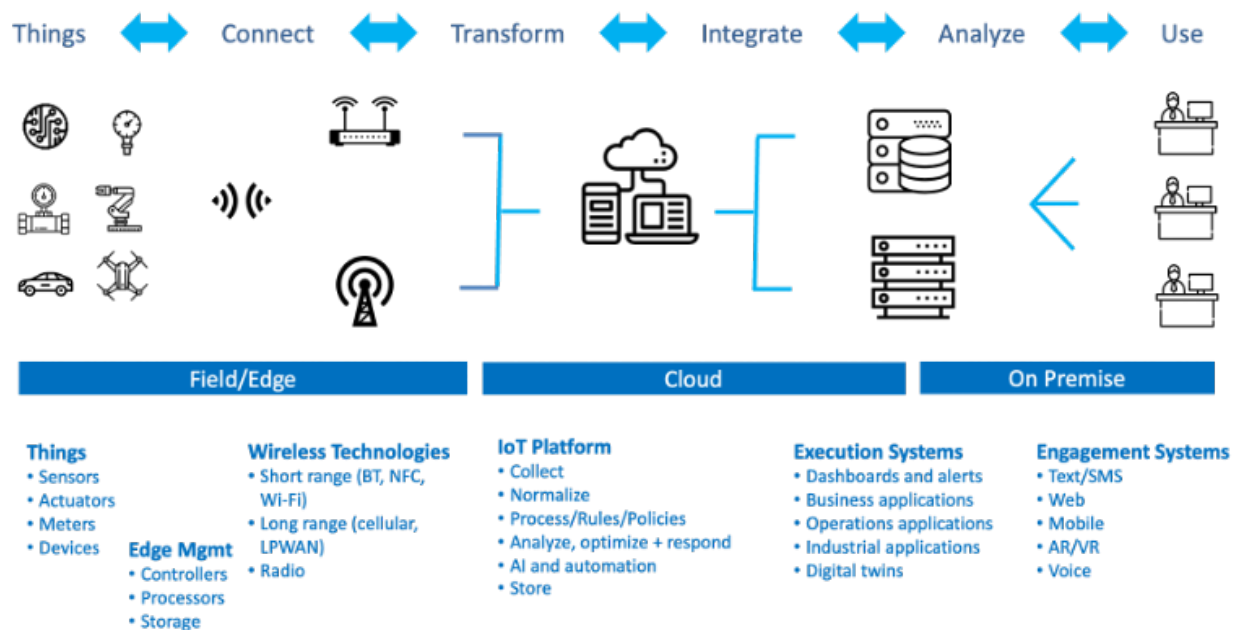 Things
Connect
Transform
Integrate
Analyze
Use
Field/Edge
Cloud
On Premise
Things
• Sensors
• Actuators
• Meters
• Devices
Edge Mgmt
• Controllers
• Processors
• Storage
Wireless Technologies
• Short range (BT, NFC,
Wi-Fi)
• Long range (cellular,
LPWAN)
• Radio
IoT Platform
• Collect
• Normalize
• Process/Rules/Policies
• Analyze, optimize + respond
• AI and automation
• Store
Execution Systems
• Dashboards and alerts
• Business applications
• Operations applications
• Industrial applications
• Digital twins
Engagement Systems
• Text/SMS
• Web
• Mobile
• AR/VR
• Voice